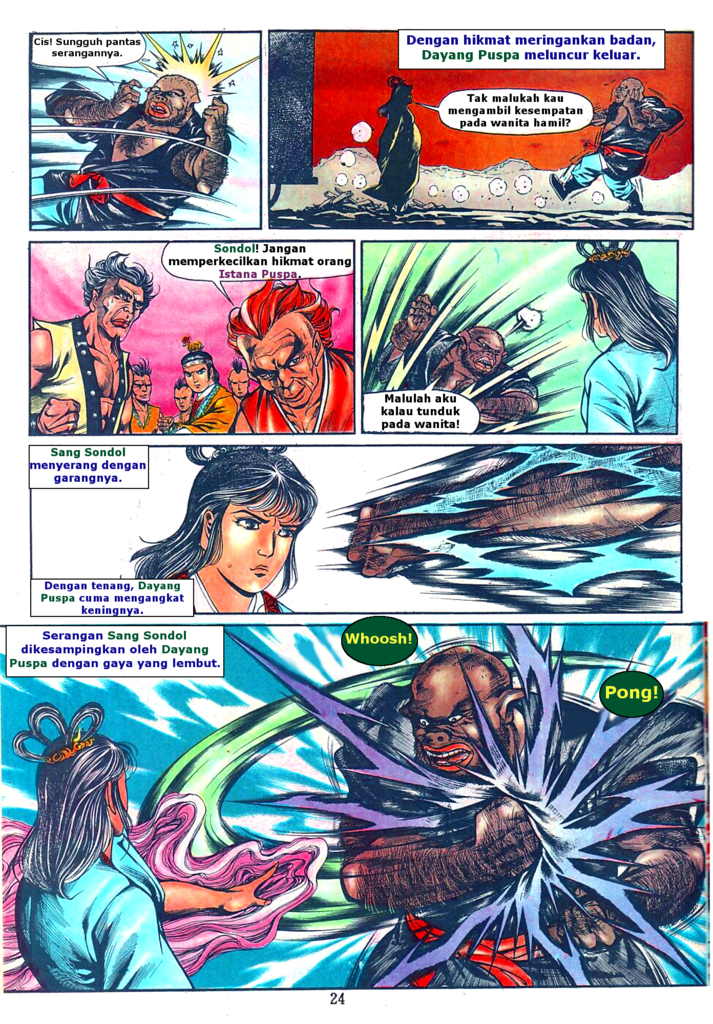 Cis! Sungguh pantas
serangannya.
Dengan hikmat meringankan badan,
Dayang Puspa meluncur keluar.
Tak malukah kau
mengambil kesempatan
pada wanita hamil?
Sondol! Jangan
memperkecilkan hikmat orang
Istana Puspa.
Malulah aku
kalau tunduk
pada wanita!
Sang Sondol
menyerang dengan
garangnya.
Dengan tenang, Dayang
Puspa cuma mengangkat
keningnya.
Serangan Sang Sondol
dikesampingkan oleh Dayang
Puspa dengan gaya yang lembut.
Whoosh!
Pong!
24